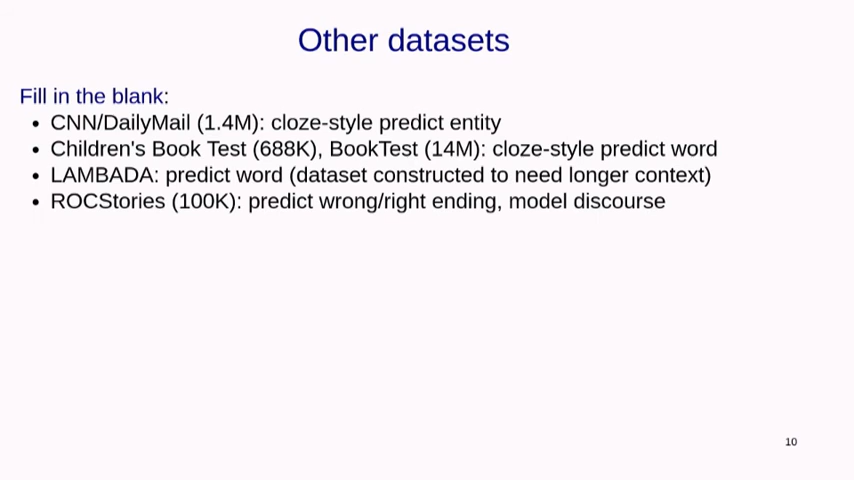 Other datasets
Fill in the blank:
• CNN/DailyMail (1.4M): cloze-style predict entity
• Children's Book Test (688K), BookTest (14M): cloze-style predict word
• LAMBADA: predict word (dataset constructed to need longer context)
• ROCStories (100K): predict wrong/right ending, model discourse
10